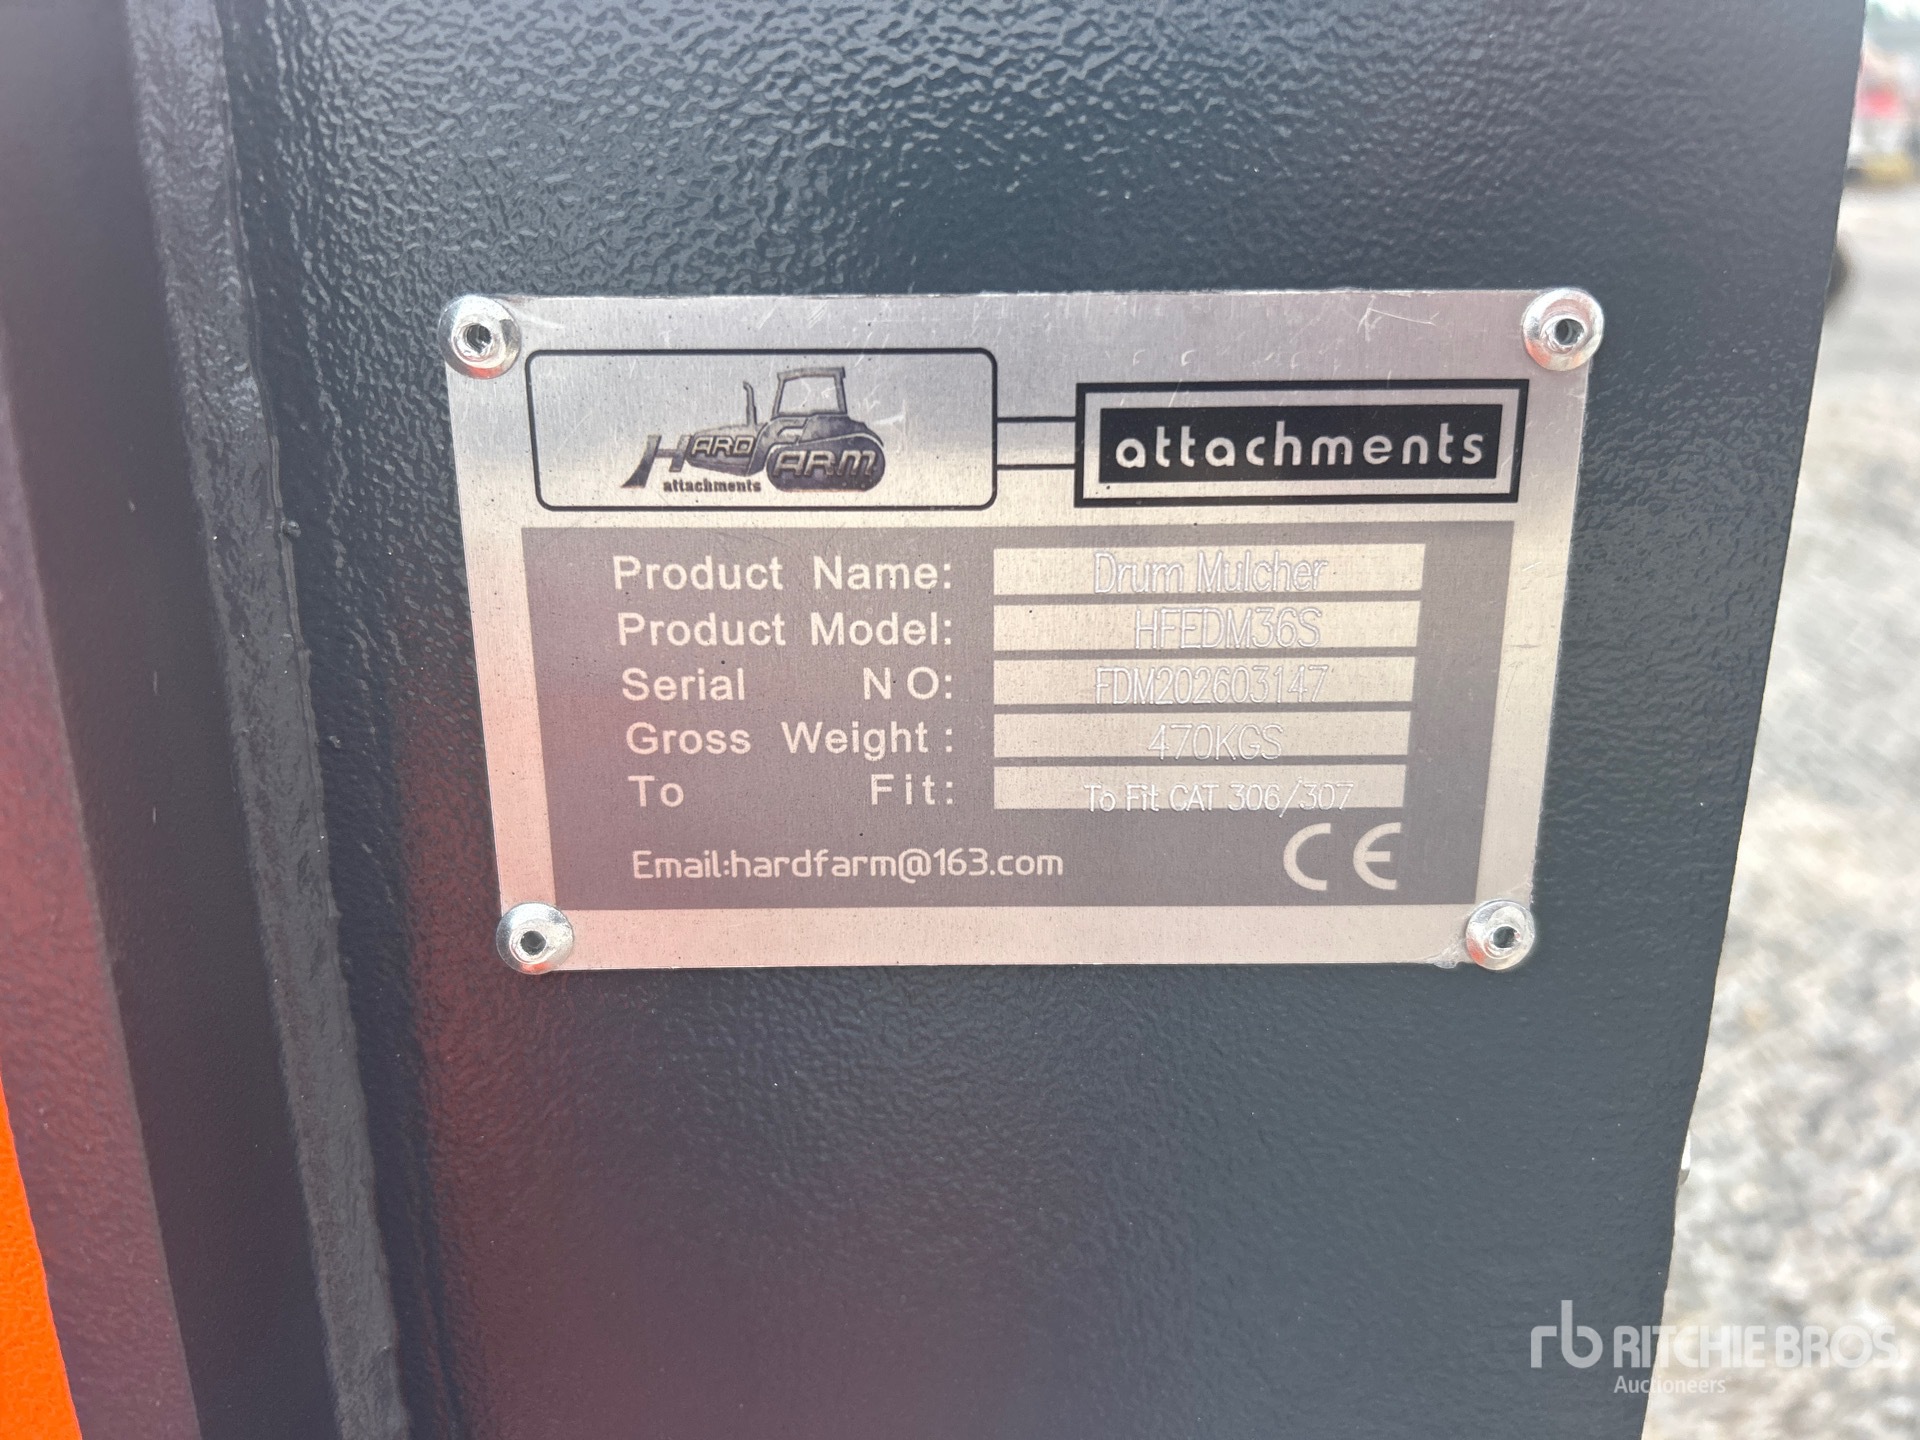 HARD FARM
attachments
attachments
Product Name: Drum Mulcher
Product Model: HFEDM36S
Serial NO: FDM202603147
Gross Weight: 470KGS
To Fit: To Fit CAT 306/307
Email:hardfarm@163.com CE
rb RITCHIE BROS
Auctioneers